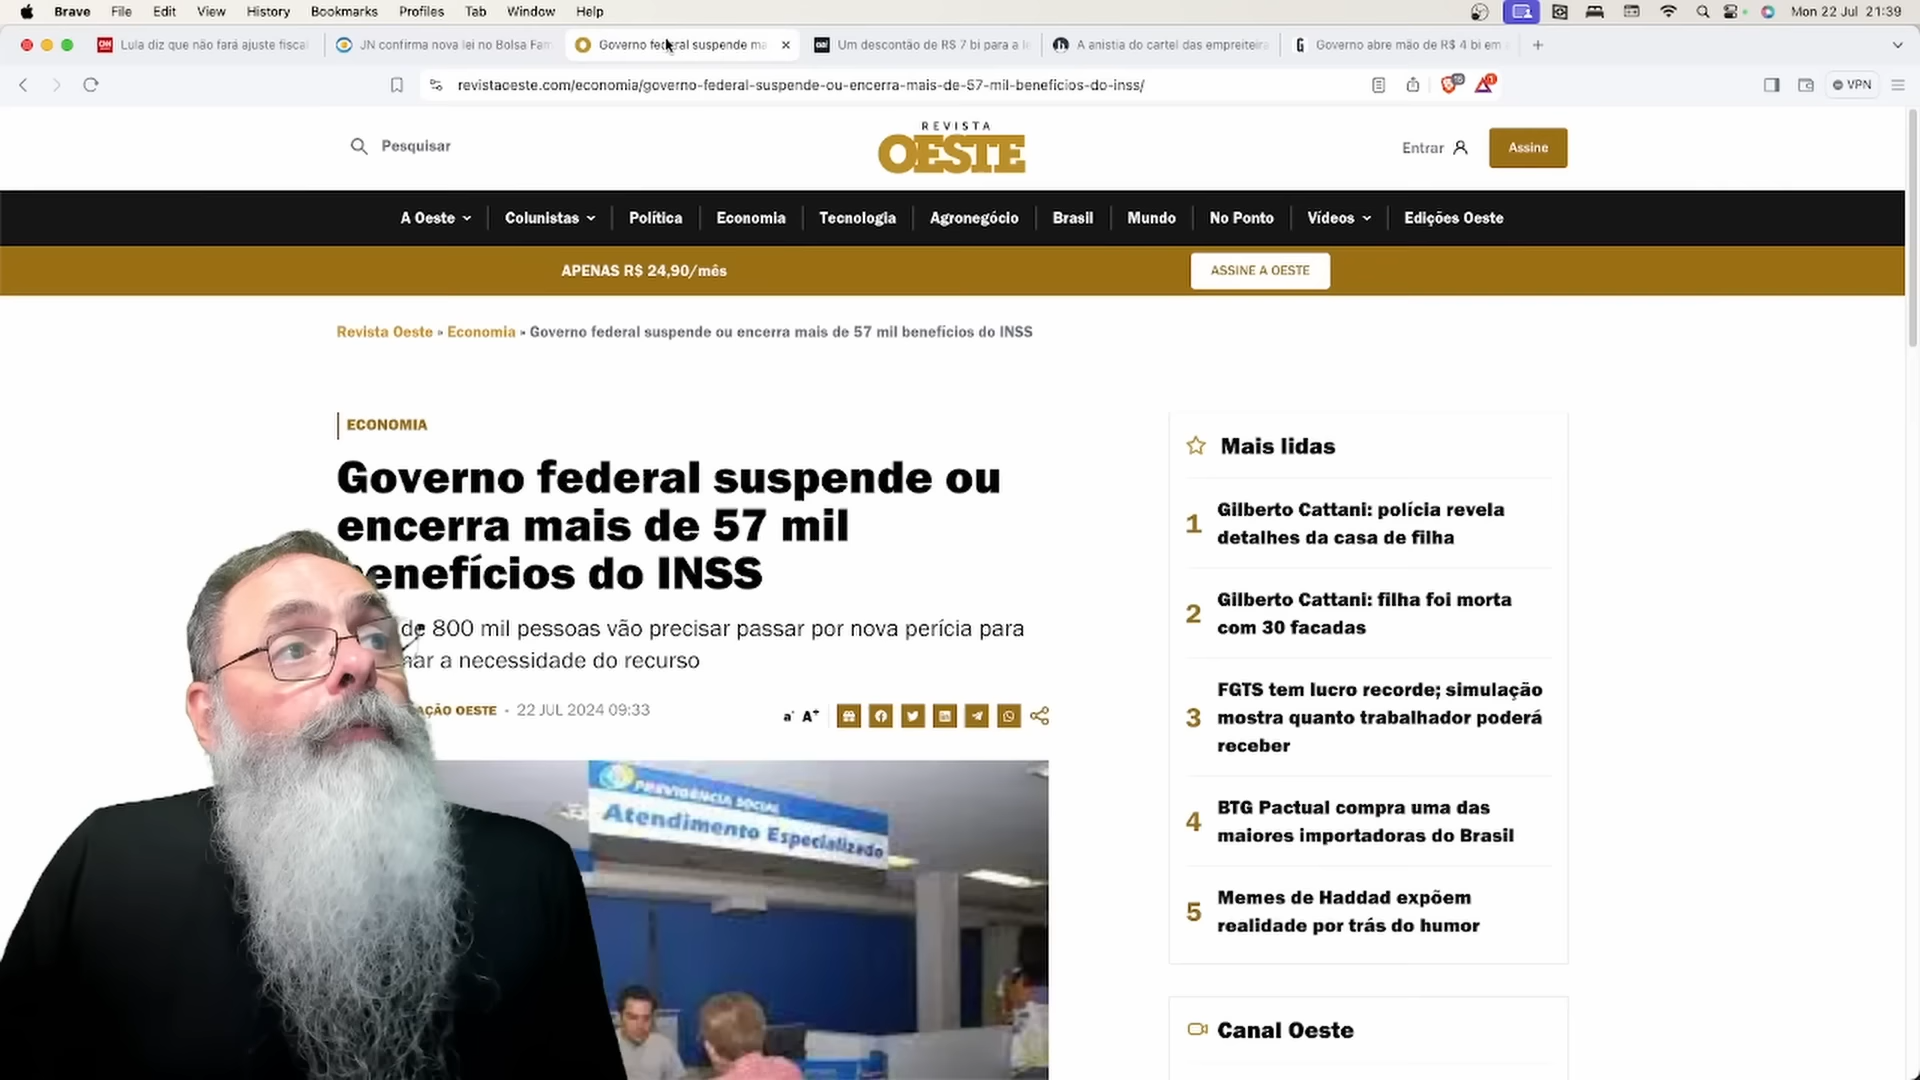 Brave File Edit View History Bookmarks Profiles Tab Window Help Mon 22 Jul 21:39
Lula diz que não fará ajuste fiscal JN confirma nova lei no Bolsa Fam Governo federal suspende ma Um descontão de R$ 7 bi para a le A anistia do cartel das empreiteira Governo abre mão de R$ 4 bi em
revistaoeste.com/economia/governo-federal-suspende-ou-encerra-mais-de-57-mil-beneficios-do-inss/ VPN
Pesquisar
REVISTA
OESTE
Entrar
Assine
A Oeste Colunistas Política Economia Tecnologia Agronegócio Brasil Mundo No Ponto Vídeos Edições Oeste
APENAS R$ 24,90/mês
ASSINE A OESTE
Revista Oeste » Economia » Governo federal suspende ou encerra mais de 57 mil benefícios do INSS
ECONOMIA
Governo federal suspende ou
encerra mais de 57 mil
benefícios do INSS
de 800 mil pessoas vão precisar passar por nova perícia para
a necessidade do recurso
OESTE - 22 JUL 2024 09:33
a- A+
PREVIDÊNCIA SOCIAL
Atendimento Especializado
Mais lidas
1 Gilberto Cattani: polícia revela
detalhes da casa de filha
2 Gilberto Cattani: filha foi morta
com 30 facadas
3 FGTS tem lucro recorde; simulação
mostra quanto trabalhador poderá
receber
4 BTG Pactual compra uma das
maiores importadoras do Brasil
5 Memes de Haddad expõem
realidade por trás do humor
Canal Oeste